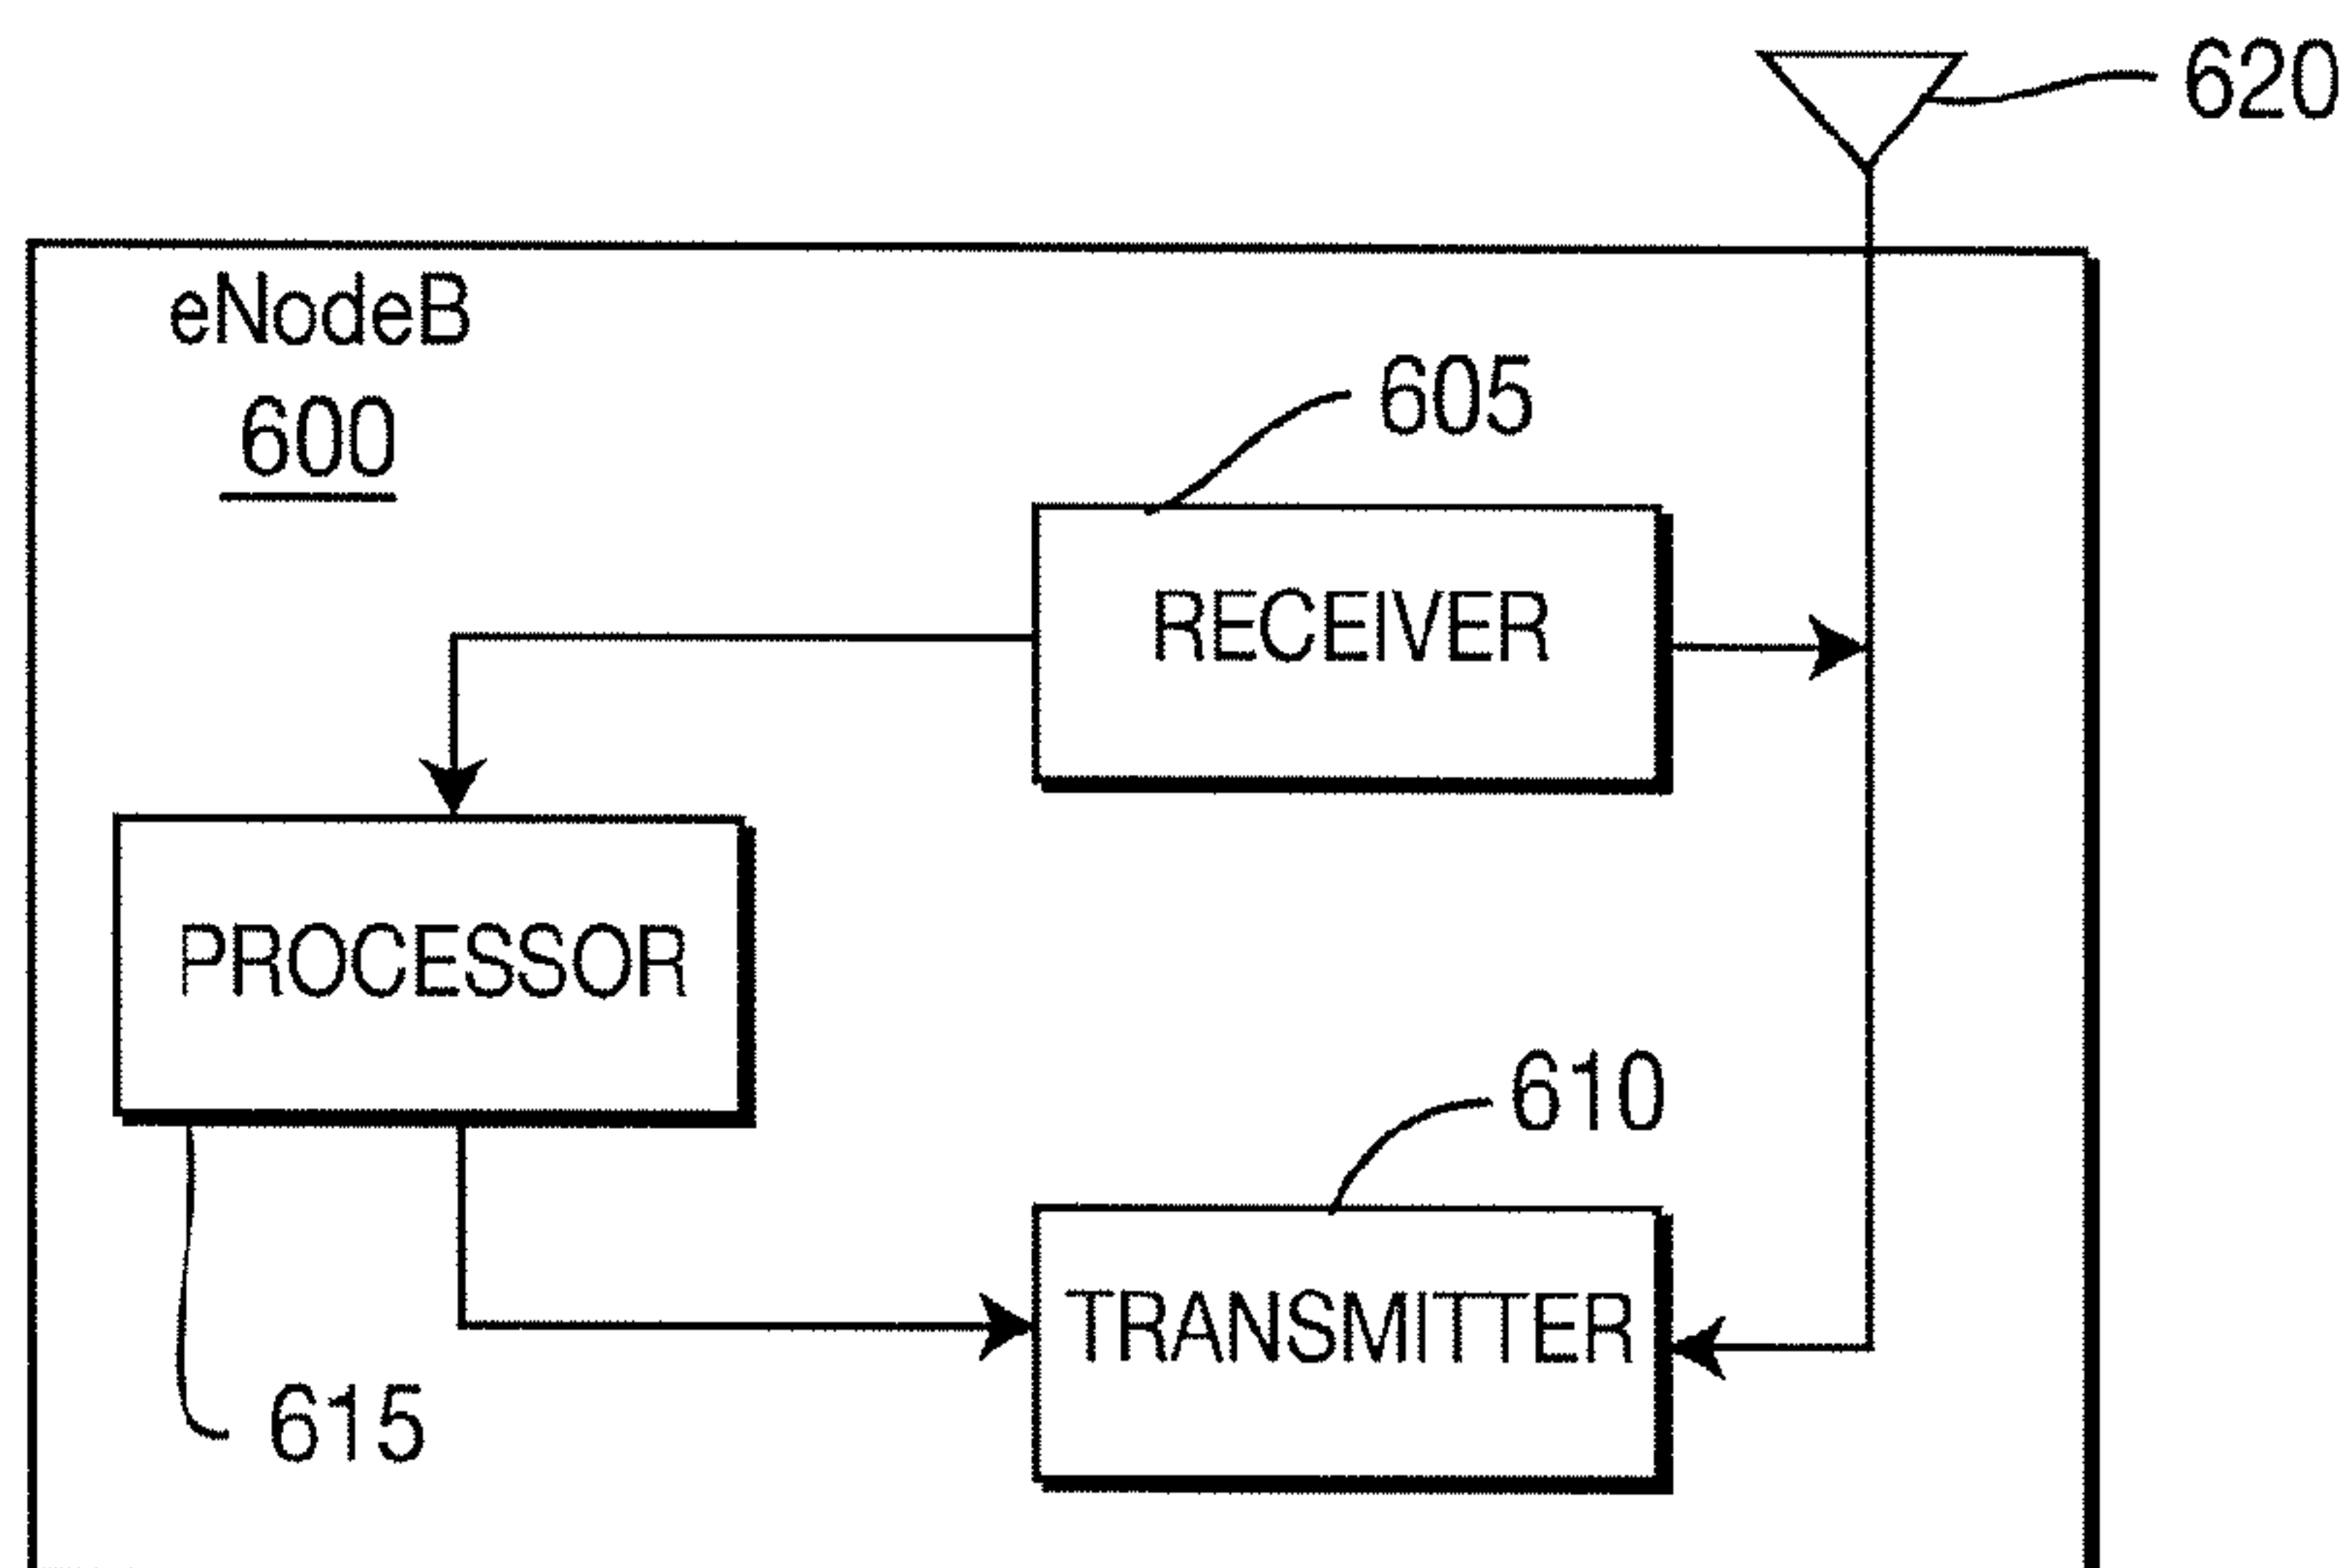 620
eNodeB
600
605
RECEIVER
PROCESSOR
610
TRANSMITTER
615